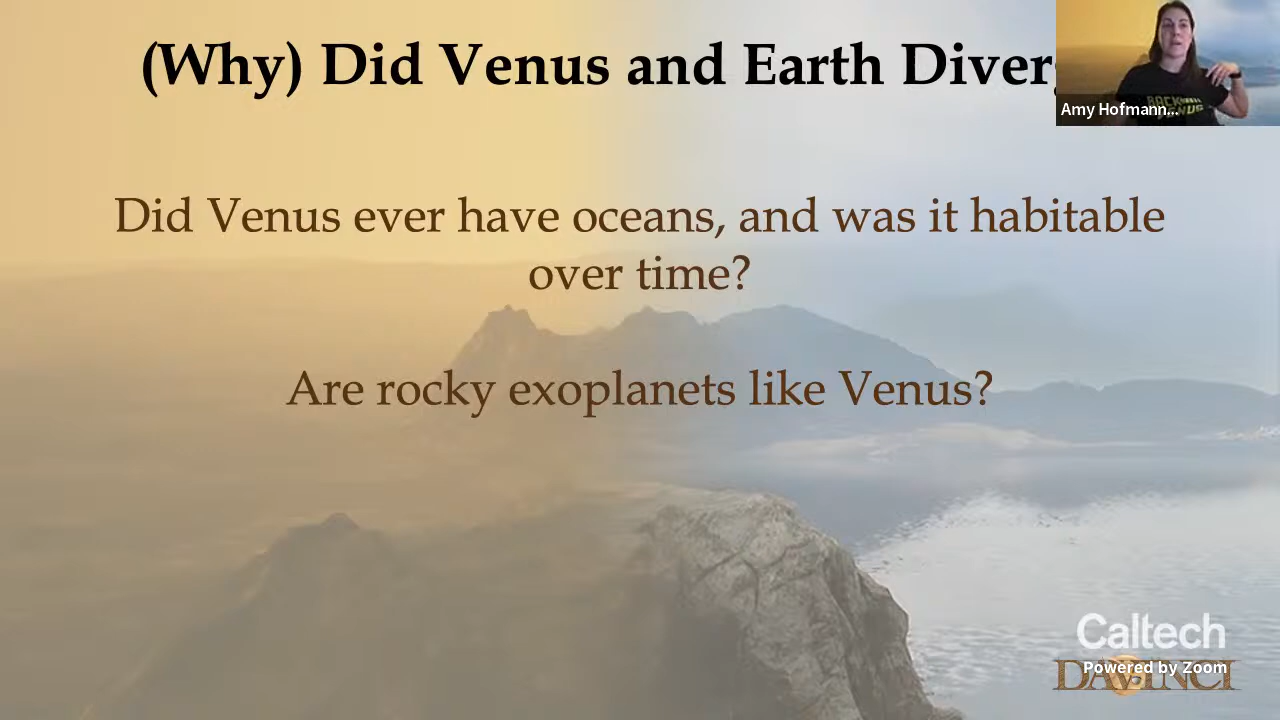 (Why) Did Venus and Earth Diverg
Amy Hofmann...
Did Venus ever have oceans, and was it habitable
over time?
Are rocky exoplanets like Venus?
Caltech
Powered by Zoom
DAVINCI